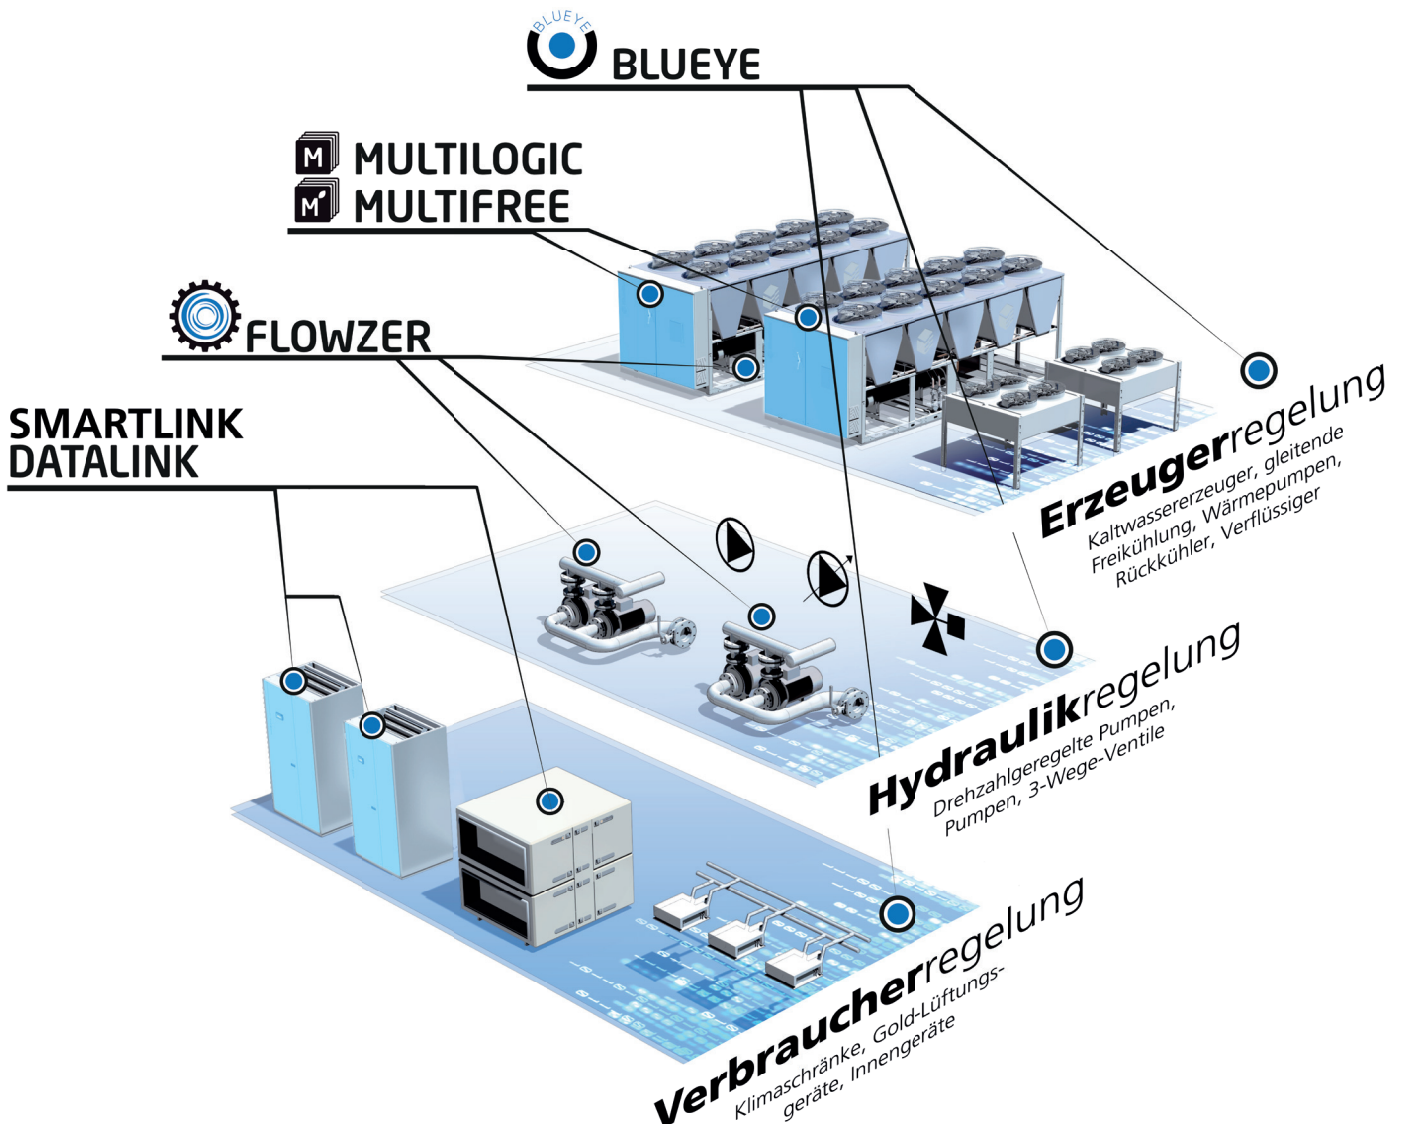 BLUEYE
BLUEYE
M MULTILOGIC
M MULTIFREE
FLOWZER
SMARTLINK
DATALINK
Erzeugerregelung
Kaltwassererzeuger, gleitende
Freikühlung, Wärmepumpen,
Rückkühler, Verflüssiger
Hydraulikregelung
Drehzahlgeregelte Pumpen,
Pumpen, 3-Wege-Ventile
Verbraucherregelung
Klimaschränke, Gold-Lüftungs-
geräte, Innengeräte